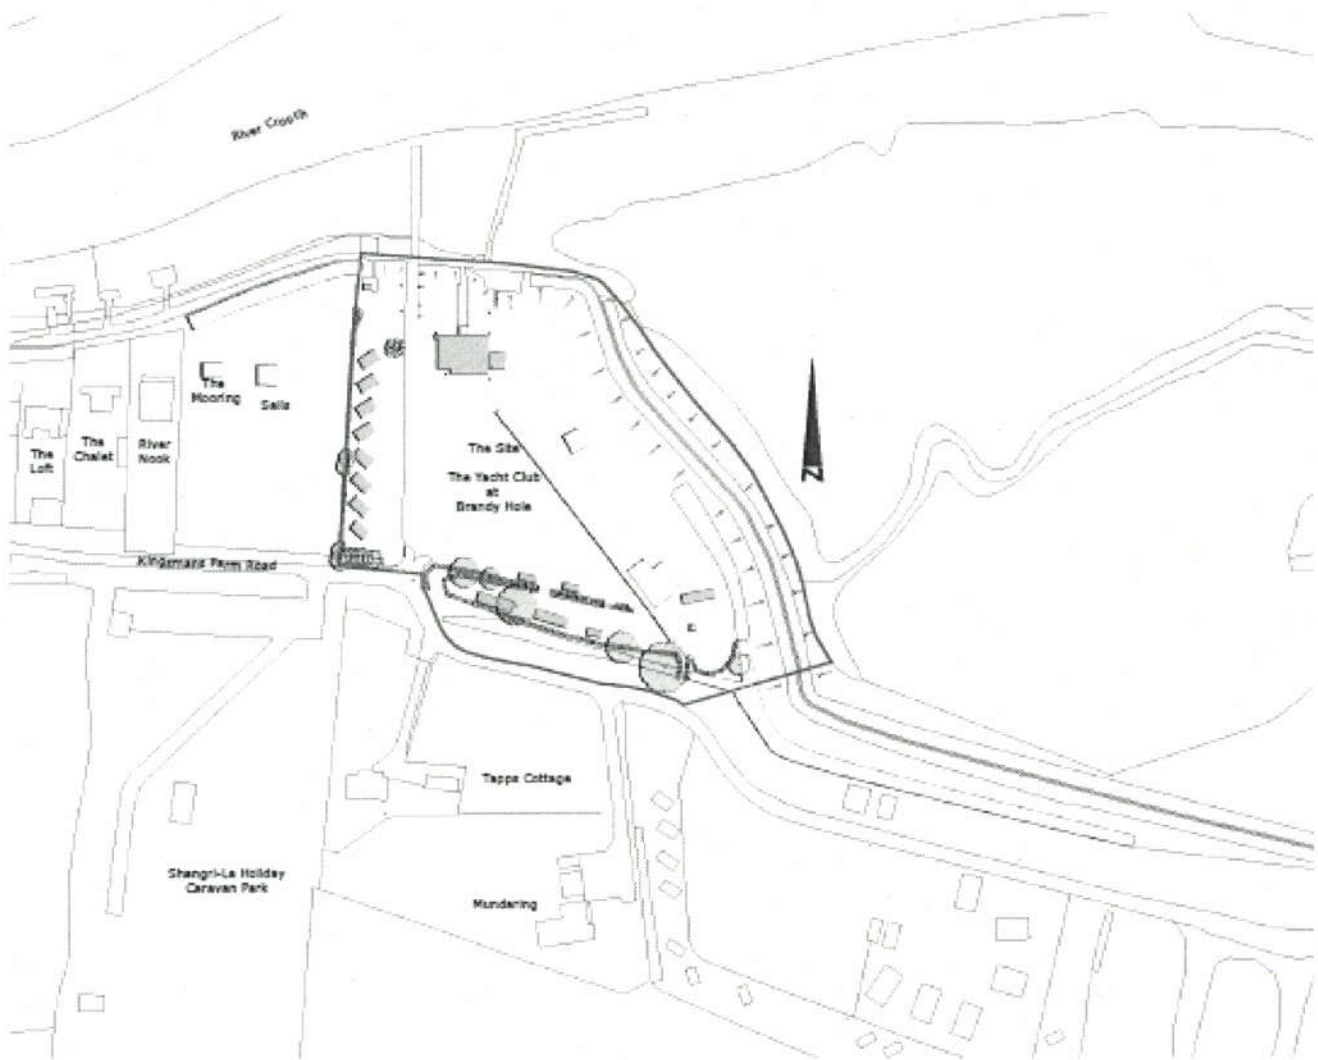 River Crouch
The
Mooring
Sails
The
Loft
The
Chalet
River
Nook
The Site
The Yacht Club
at
Brandy Hole
N
Kingsmans Farm Road
Tapps Cottage
Shangri-La Holiday
Caravan Park
Mundering